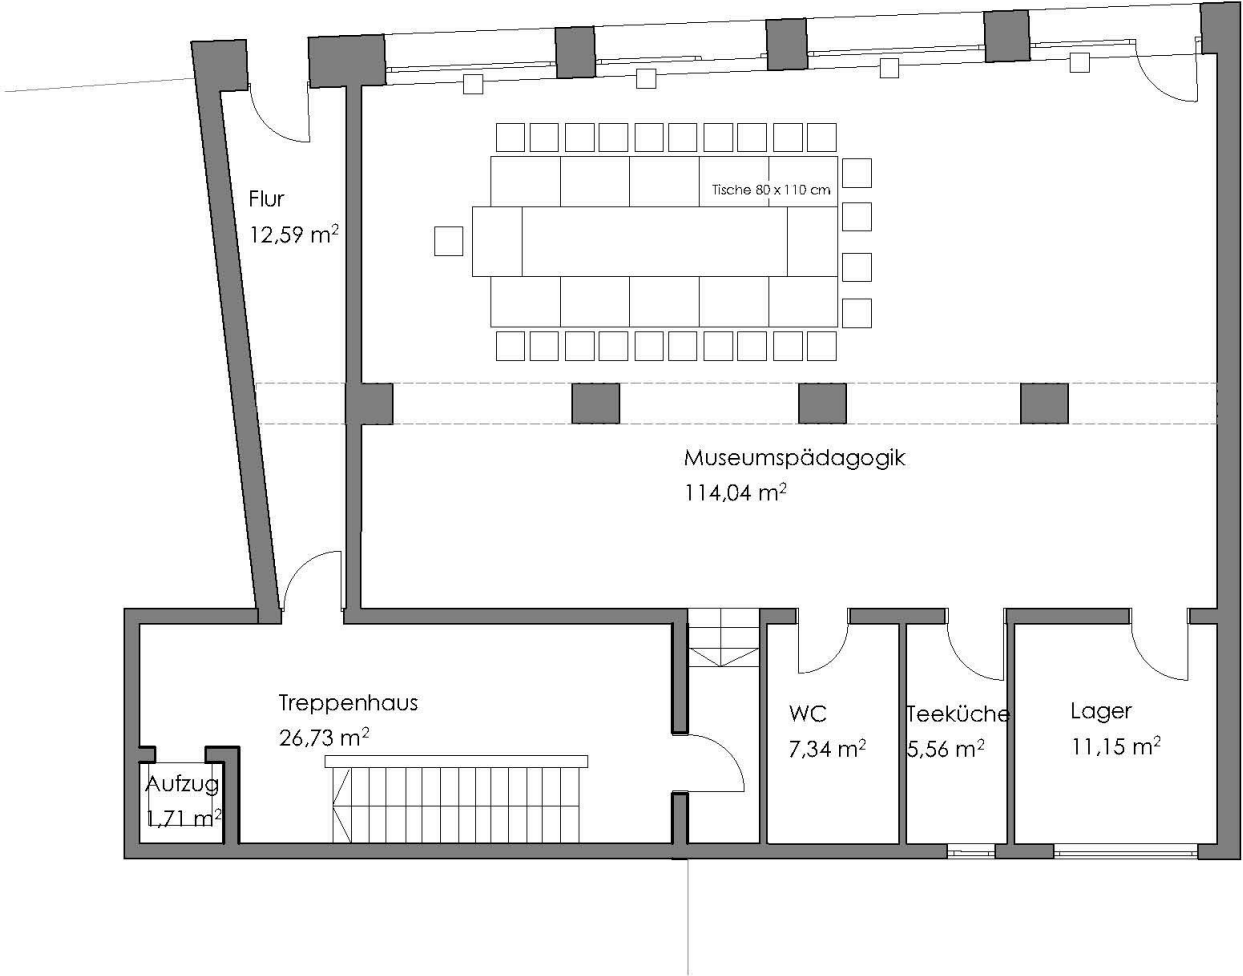 Tische 80 x 110 cm
Flur
12,59 m²
Museumspädagogik
114,04 m²
Treppenhaus
26,73 m²
WC
7,34 m²
Teeküche
5,56 m²
Lager
11,15 m²
Aufzug
1,71 m²